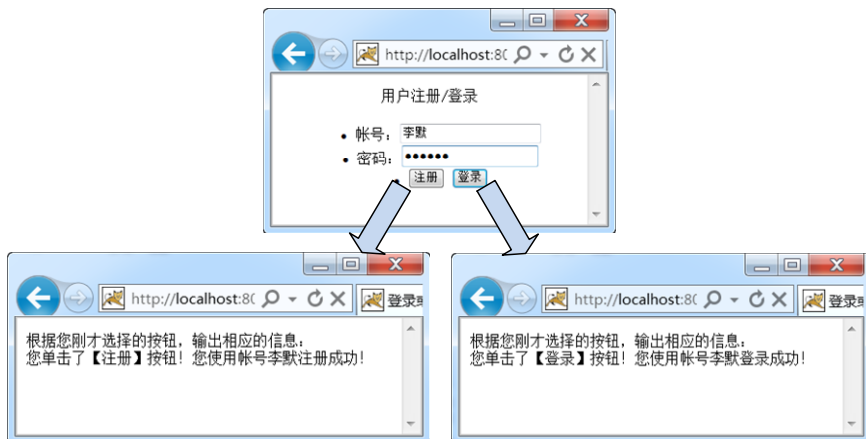 http://localhost:80
用户注册/登录
帐号：李默
密码：••••••
注册 登录
http://localhost:80
登录
根据您刚才选择的按钮，输出相应的信息：
您单击了【注册】按钮！您使用帐号李默注册成功！
http://localhost:80
登录
根据您刚才选择的按钮，输出相应的信息：
您单击了【登录】按钮！您使用帐号李默登录成功！